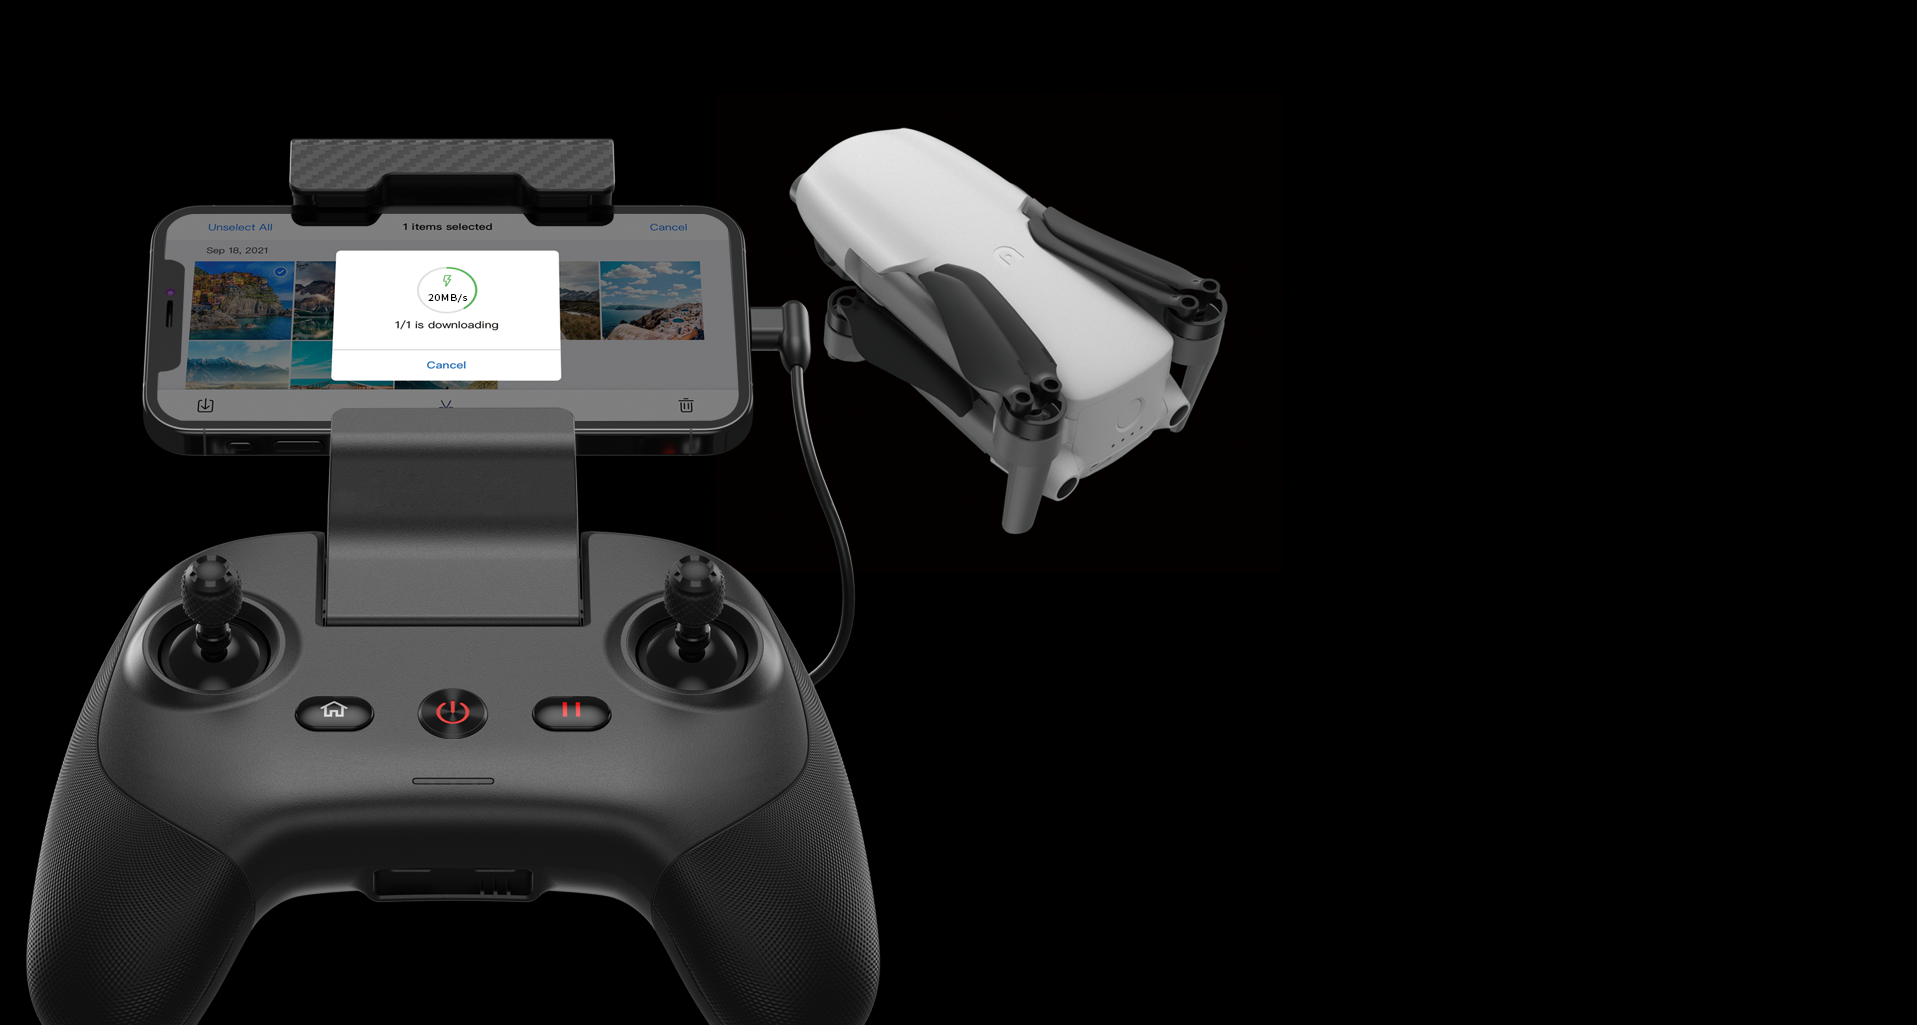 Unselect All
1 items selected
Cancel
Sep 18, 2021
20MB/s
1/1 is downloading
Cancel